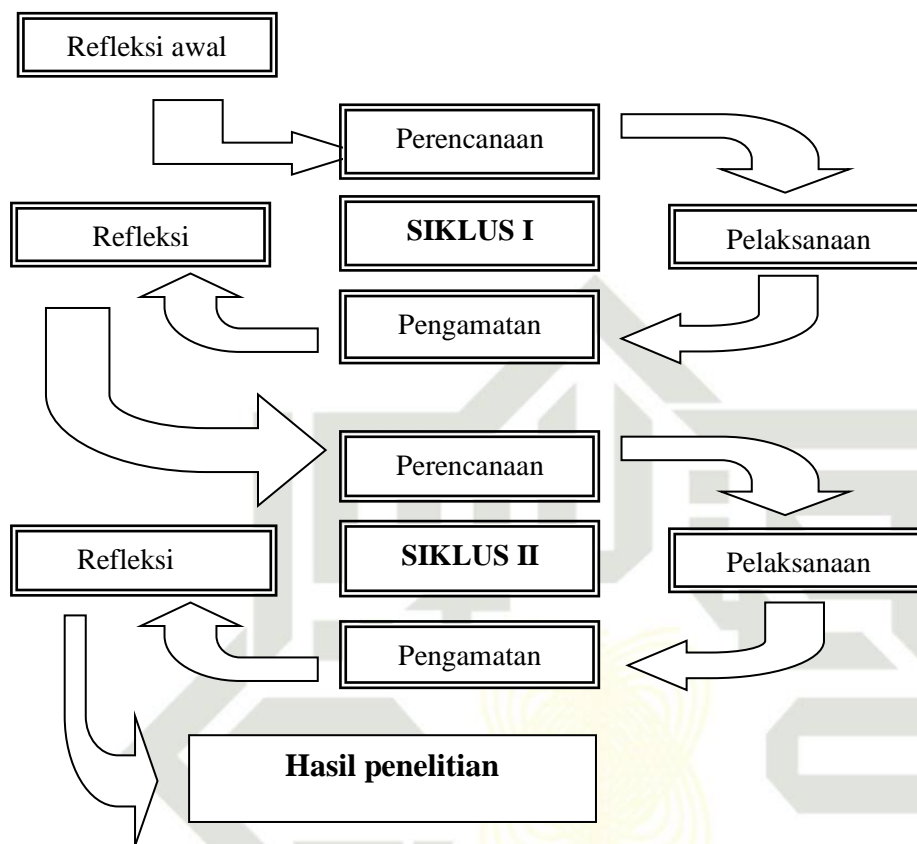 Refleksi awal
Perencanaan
Refleksi
SIKLUS I
Pelaksanaan
Pengamatan
Perencanaan
Refleksi
SIKLUS II
Pelaksanaan
Pengamatan
Hasil penelitian